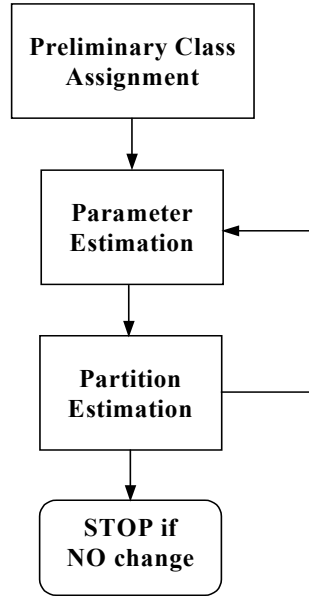 Preliminary Class
Assignment
Parameter
Estimation
Partition
Estimation
STOP if
NO change